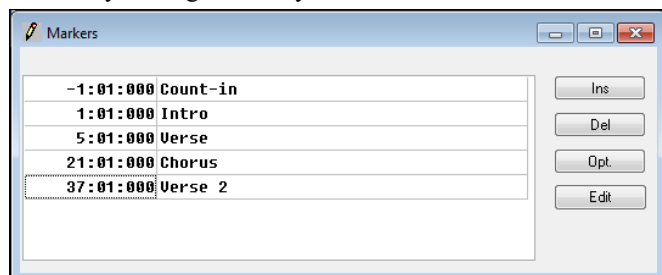 Markers
-1:01:000 Count-in
1:01:000 Intro
5:01:000 Verse
21:01:000 Chorus
37:01:000 Verse 2
Ins
Del
Opt.
Edit